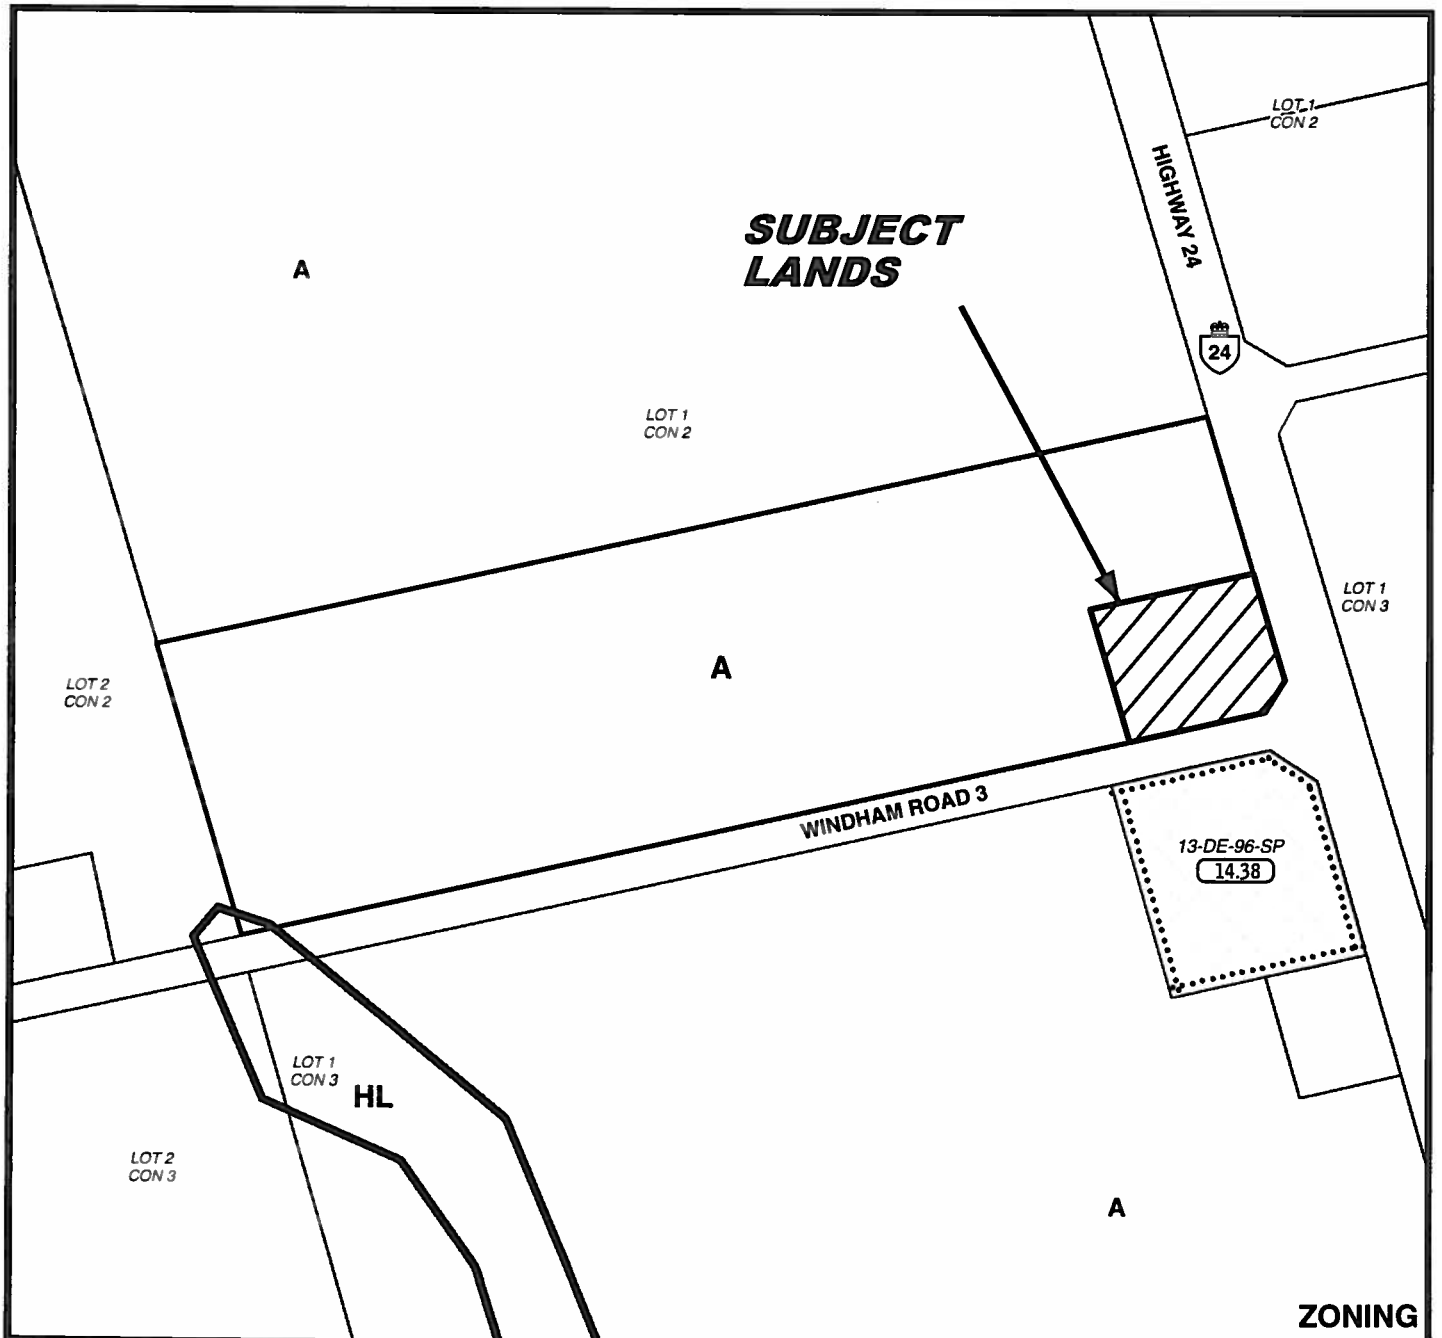 LOT 1
CON 2
HIGHWAY 24
SUBJECT
LANDS
A
24
LOT 1
CON 2
LOT 1
CON 3
A
LOT 2
CON 2
WINDHAM ROAD 3
13-DE-96-SP
14.38
LOT 1
CON 3
HL
LOT 2
CON 3
A
ZONING